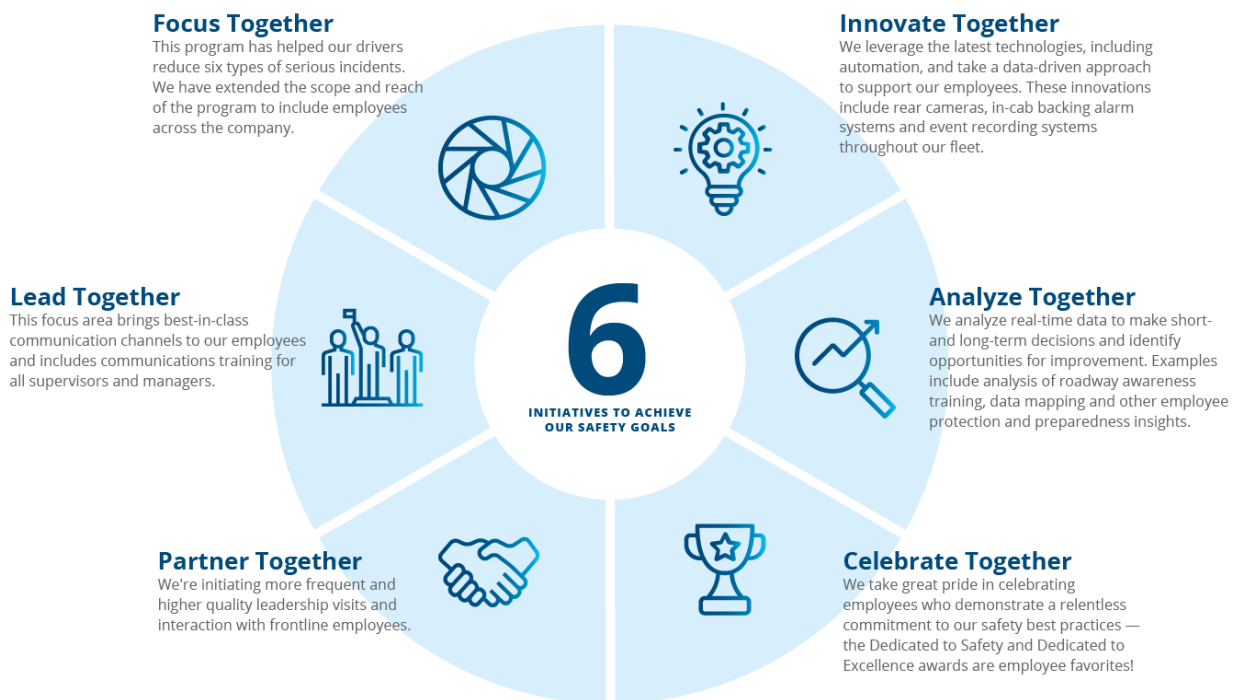 Focus Together
This program has helped our drivers
reduce six types of serious incidents.
We have extended the scope and reach
of the program to include employees
across the company.
Innovate Together
We leverage the latest technologies, including
automation, and take a data-driven approach
to support our employees. These innovations
include rear cameras, in-cab backing alarm
systems and event recording systems
throughout our fleet.
Lead Together
This focus area brings best-in-class
communication channels to our employees
and includes communications training for
all supervisors and managers.
6
INITIATIVES TO ACHIEVE
OUR SAFETY GOALS
Analyze Together
We analyze real-time data to make short-
and long-term decisions and identify
opportunities for improvement. Examples
include analysis of roadway awareness
training, data mapping and other employee
protection and preparedness insights.
Partner Together
We're initiating more frequent and
higher quality leadership visits and
interaction with frontline employees.
Celebrate Together
We take great pride in celebrating
employees who demonstrate a relentless
commitment to our safety best practices —
the Dedicated to Safety and Dedicated to
Excellence awards are employee favorites!